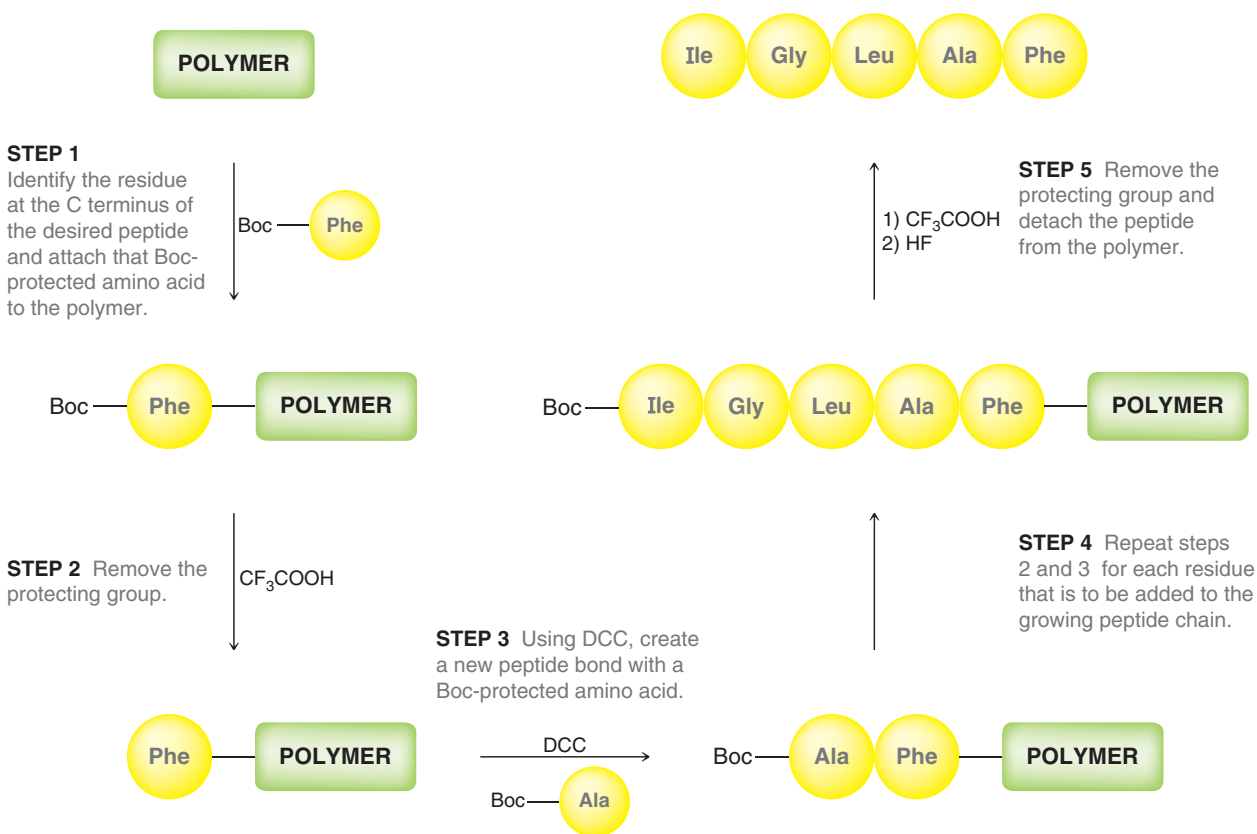 POLYMER
STEP 1
Identify the residue
at the C terminus of
the desired peptide
and attach that Boc-
protected amino acid
to the polymer.
Boc Phe
Boc Phe POLYMER
STEP 2 Remove the
protecting group.
CF₃COOH
Phe POLYMER
STEP 3 Using DCC, create
a new peptide bond with a
Boc-protected amino acid.
DCC
Boc Ala
Boc Ala Phe POLYMER
STEP 4 Repeat steps
2 and 3 for each residue
that is to be added to the
growing peptide chain.
Boc Ile Gly Leu Ala Phe POLYMER
1) CF₃COOH
2) HF
STEP 5 Remove the
protecting group and
detach the peptide
from the polymer.
Ile Gly Leu Ala Phe